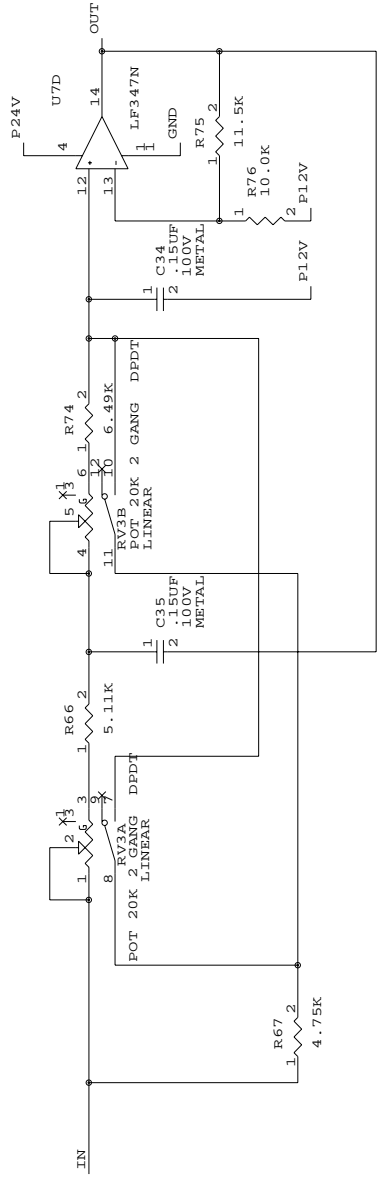 IN
1
R67
2
4.75K
1
2
X1
3
3
9
7
8
RV3A
POT 20K 2 GANG DPDT
LINEAR
1
R66
2
5.11K
1
C35
2
.15UF
100V
METAL
4
5
X1
3
6
12
10
11
RV3B
POT 20K 2 GANG DPDT
LINEAR
1
R74
2
6.49K
1
C34
2
.15UF
100V
METAL
P12V
12
13
P24V
4
U7D
14
LF347N
+
-
11
GND
OUT
1
R75
2
11.5K
1
R76
10.0K
2
P12V